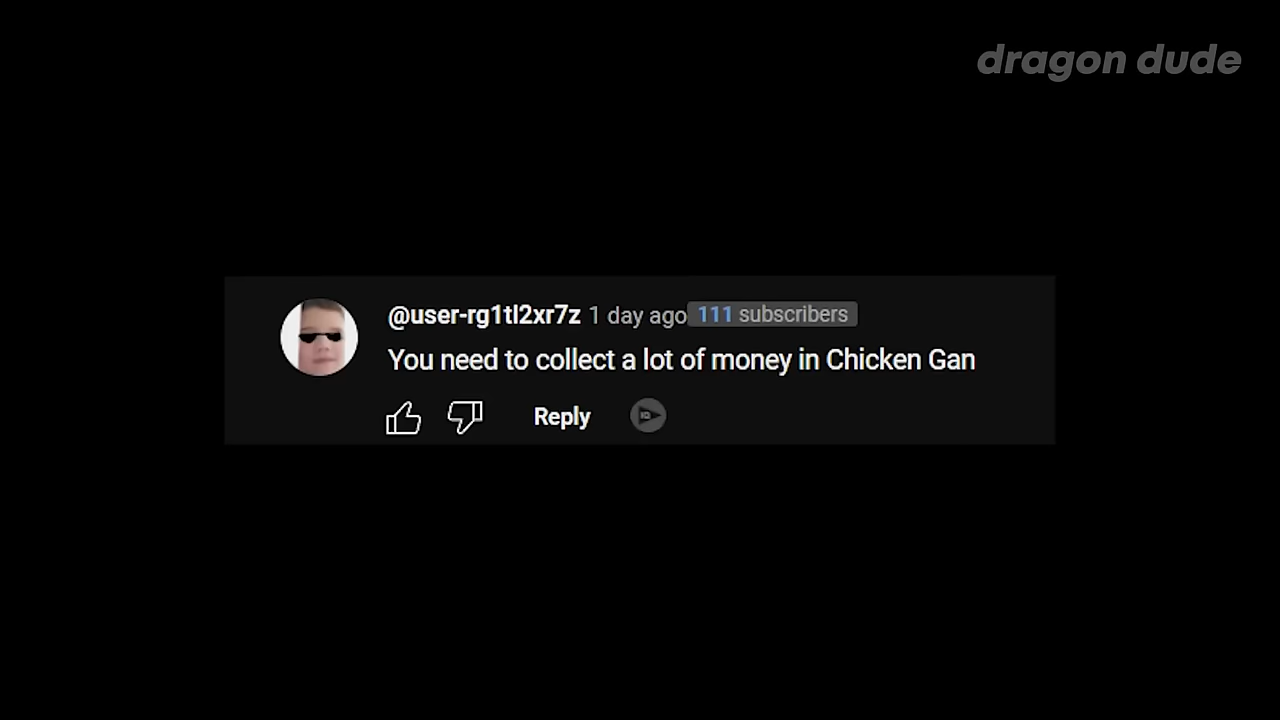 dragon dude
@user-rg1tl2xr7z 1 day ago 111 subscribers
You need to collect a lot of money in Chicken Gan
Reply